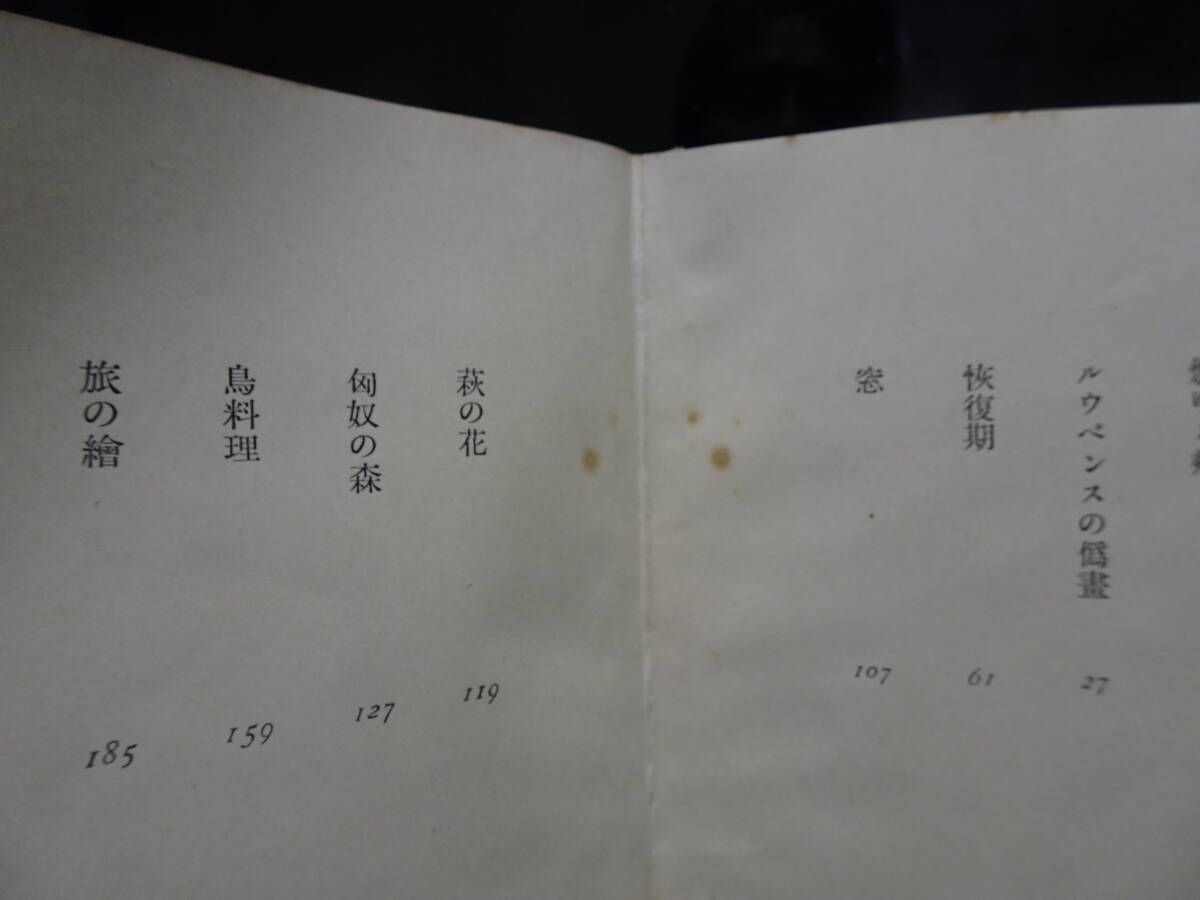 ルウペンスの僞畫
27
恢復期
61
窓
107
萩の花
119
匈奴の森
127
鳥料理
159
旅の繪
185